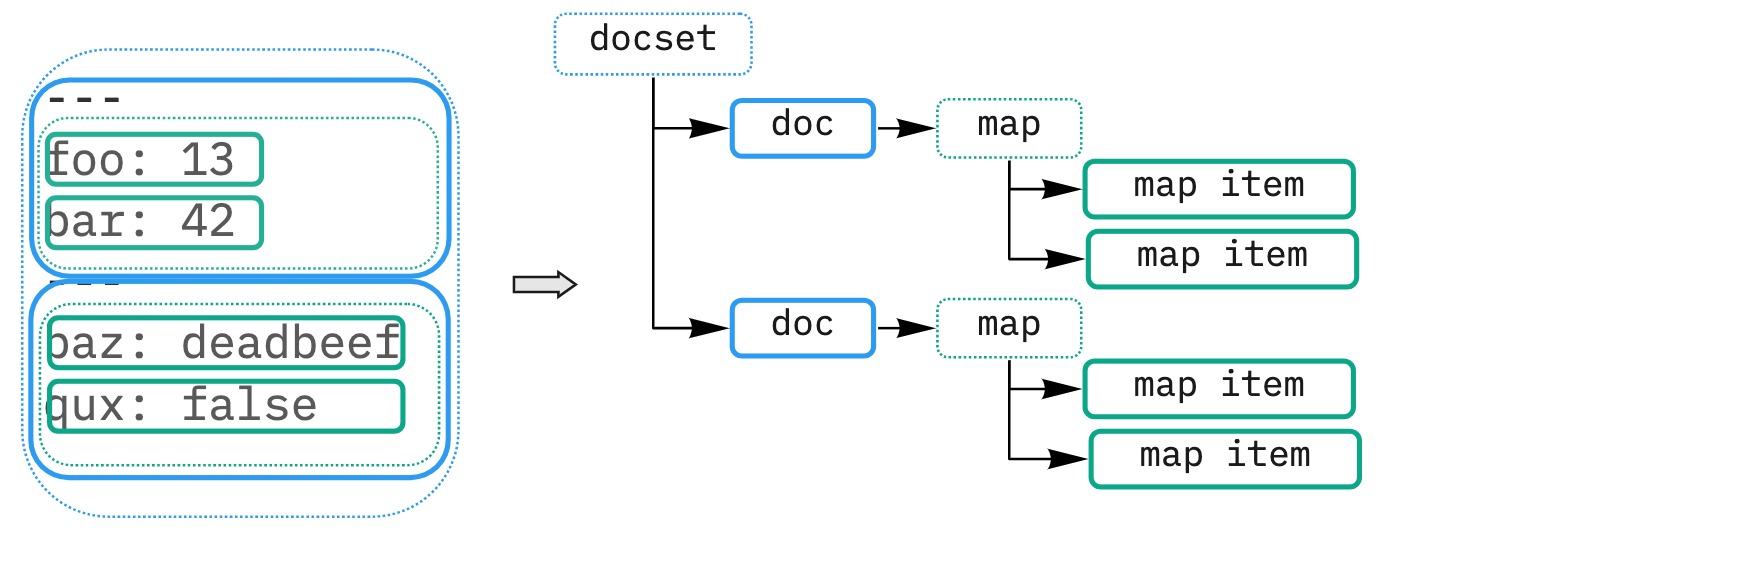 ---
foo: 13
bar: 42
---
baz: deadbeef
qux: false
docset
doc
map
map item
map item
doc
map
map item
map item